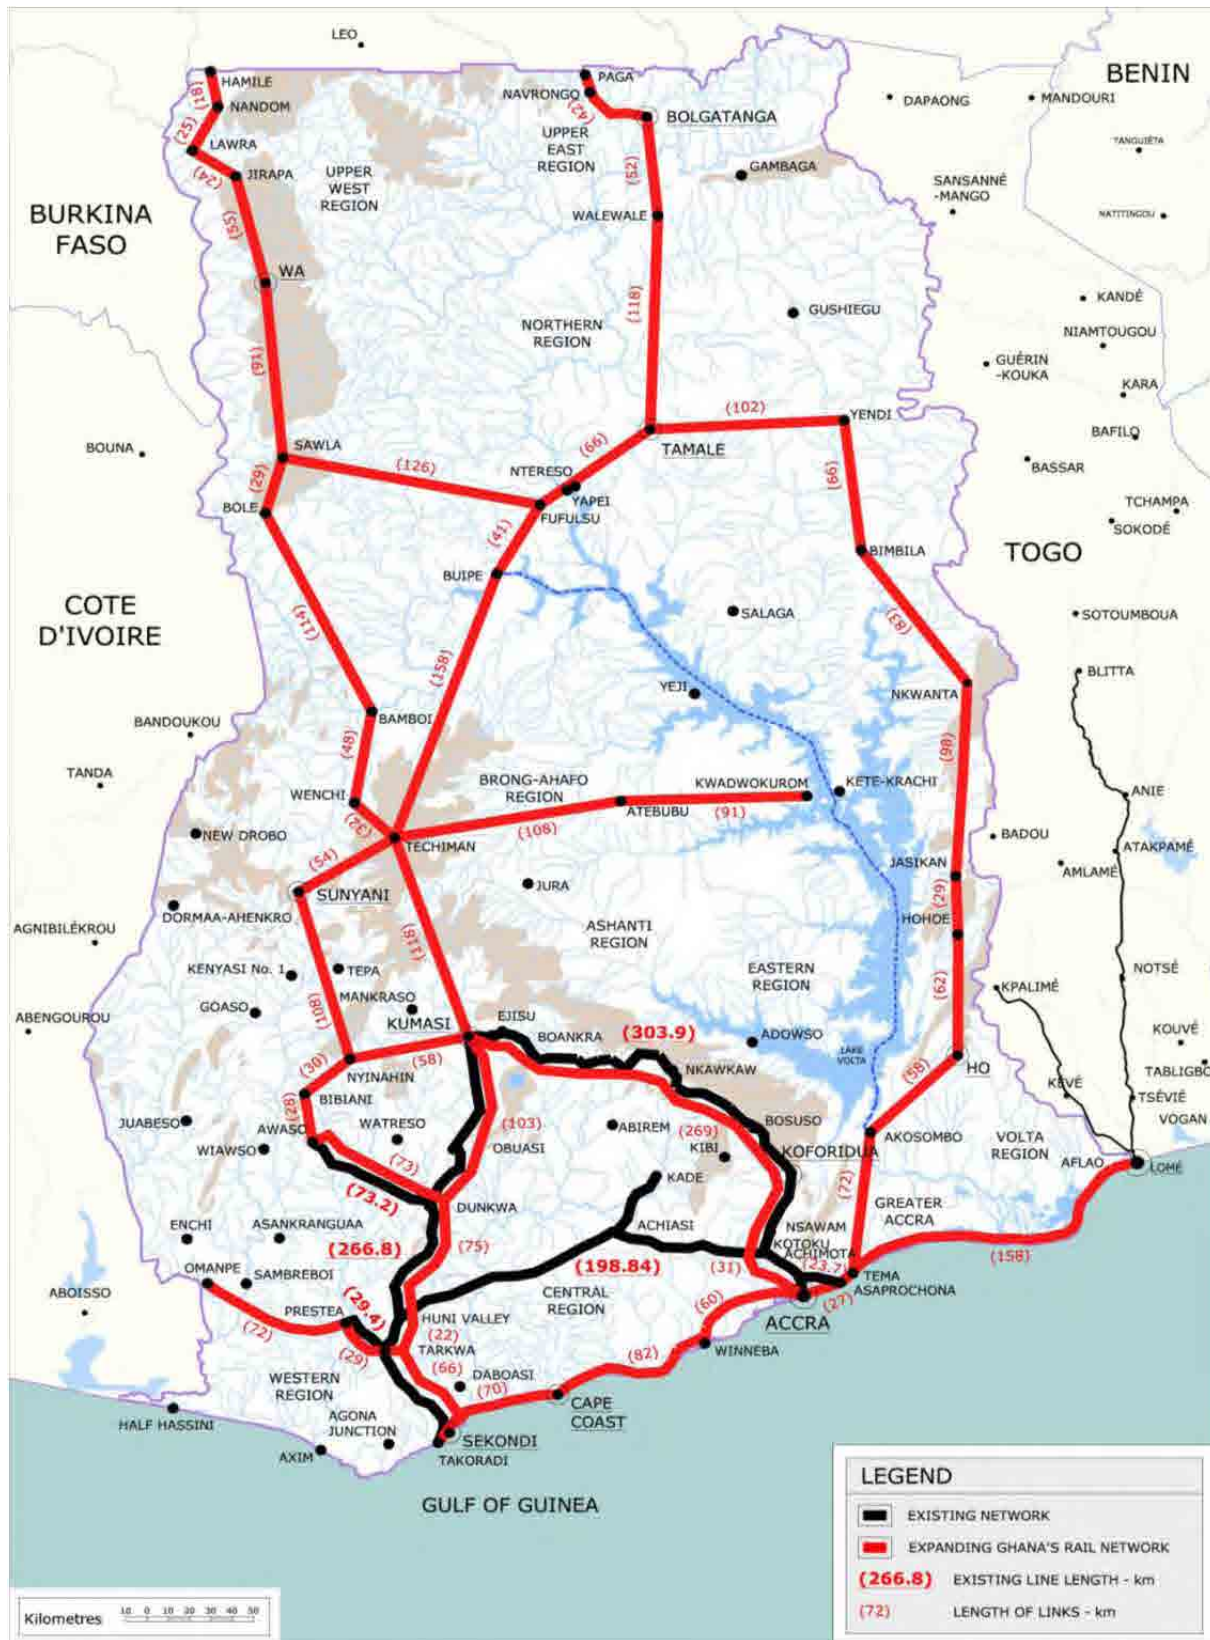 LEO
HAMILE
PAGA
BENIN
(18)
NANDOM
NAVRONGO
(42)
DAPAONG
MANDOURI
BOLGATANGA
(25)
LAWRA
UPPER
EAST
REGION
TANGUIÉTA
(24)
JIRAPA
UPPER
WEST
REGION
(52)
GAMBAGA
SANSANNÉ
-MANGO
BURKINA
FASO
(55)
WALEWALE
NATITINGOU
WA
(118)
KANDÉ
GUSHIEGU
NORTHERN
REGION
NIAMTOUGOU
(91)
GUÉRIN
-KOUKA
KARA
(102)
YENDI
BOUNA
SAWLA
TAMALE
BAFILO
(126)
(66)
BASSAR
(29)
NTERESO
YAPEI
(66)
TCHAMPA
BOLE
FUFULSU
SOKODÉ
(41)
BIMBILA
TOGO
BUIPE
COTE
D'IVOIRE
(114)
SALAGA
(83)
SOTOUMBOUA
(158)
BLITTA
YEJI
NKWANTA
BANDOUKOU
BAMBOI
(48)
(98)
TANDA
BRONG-AHAFO
REGION
KWADWOKUROM
KETE-KRACHI
WENCHI
ATEBUBU
(91)
ANIE
(32)
(108)
NEW DROBO
TECHIMAN
BADOU
ATAKPAMÉ
(54)
JASIKAN
AMLAMÉ
SUNYANI
JURA
(29)
DORMAA-AHENKRO
HOHOE
AGNIBILÉKROU
(118)
ASHANTI
REGION
KENYASI No. 1
TEPA
EASTERN
REGION
(62)
NOTSÉ
KPALIMÉ
GOASO
MANKRASO
(108)
KUMASI
EJISU
BOANKRA
(303.9)
ADOWSO
KOUVÉ
ABENGOUROU
LAKE
VOLTA
(58)
NYINAHIN
(58)
HO
TABLIGBO
(30)
NKAWKAW
BIBIANI
KÉVÉ
TSÉVIÉ
(28)
(103)
VOGAN
JUABESO
AWASO
WATRESO
ABIREM
(269)
BOSUSO
AKOSOMBO
VOLTA
REGION
WIAWSO
OBUASI
KIBI
KOFORIDUA
AFLAO
LOMÉ
(73)
(73.2)
KADE
(72)
DUNKWA
ENCHI
ASANKRANGUAA
(266.8)
(75)
ACHIASI
NSAWAM
KOTOKU
ACHIMOTA
GREATER
ACCRA
(198.84)
(31)
(23.7)
(158)
OMANPE
SAMBREBOI
TEMA
ASAPROCHONA
ABOISSO
CENTRAL
REGION
(27)
ACCRA
PRESTEA
(29.4)
HUNI VALLEY
(60)
(72)
(22)
(29)
TARKWA
(82)
WINNEBA
WESTERN
REGION
(66)
DABOASI
(70)
CAPE
COAST
HALF HASSINI
AGONA
JUNCTION
SEKONDI
AXIM
TAKORADI
GULF OF GUINEA
LEGEND
EXISTING NETWORK
EXPANDING GHANA'S RAIL NETWORK
(266.8) EXISTING LINE LENGTH - km
(72) LENGTH OF LINKS - km
Kilometres 10 0 10 20 30 40 50